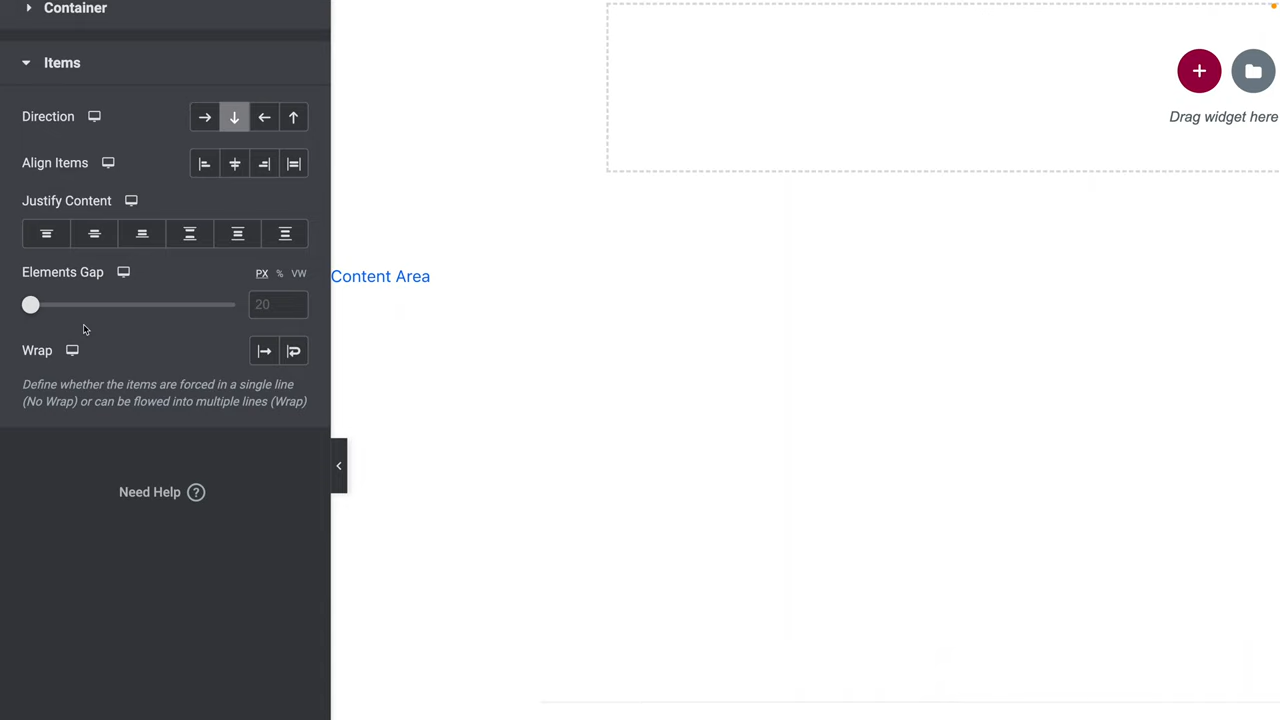 Container
Items
Direction
Align Items
Justify Content
Elements Gap
PX % VW
20
Wrap
Define whether the items are forced in a single line
(No Wrap) or can be flowed into multiple lines (Wrap)
Need Help ?
Drag widget here
Content Area